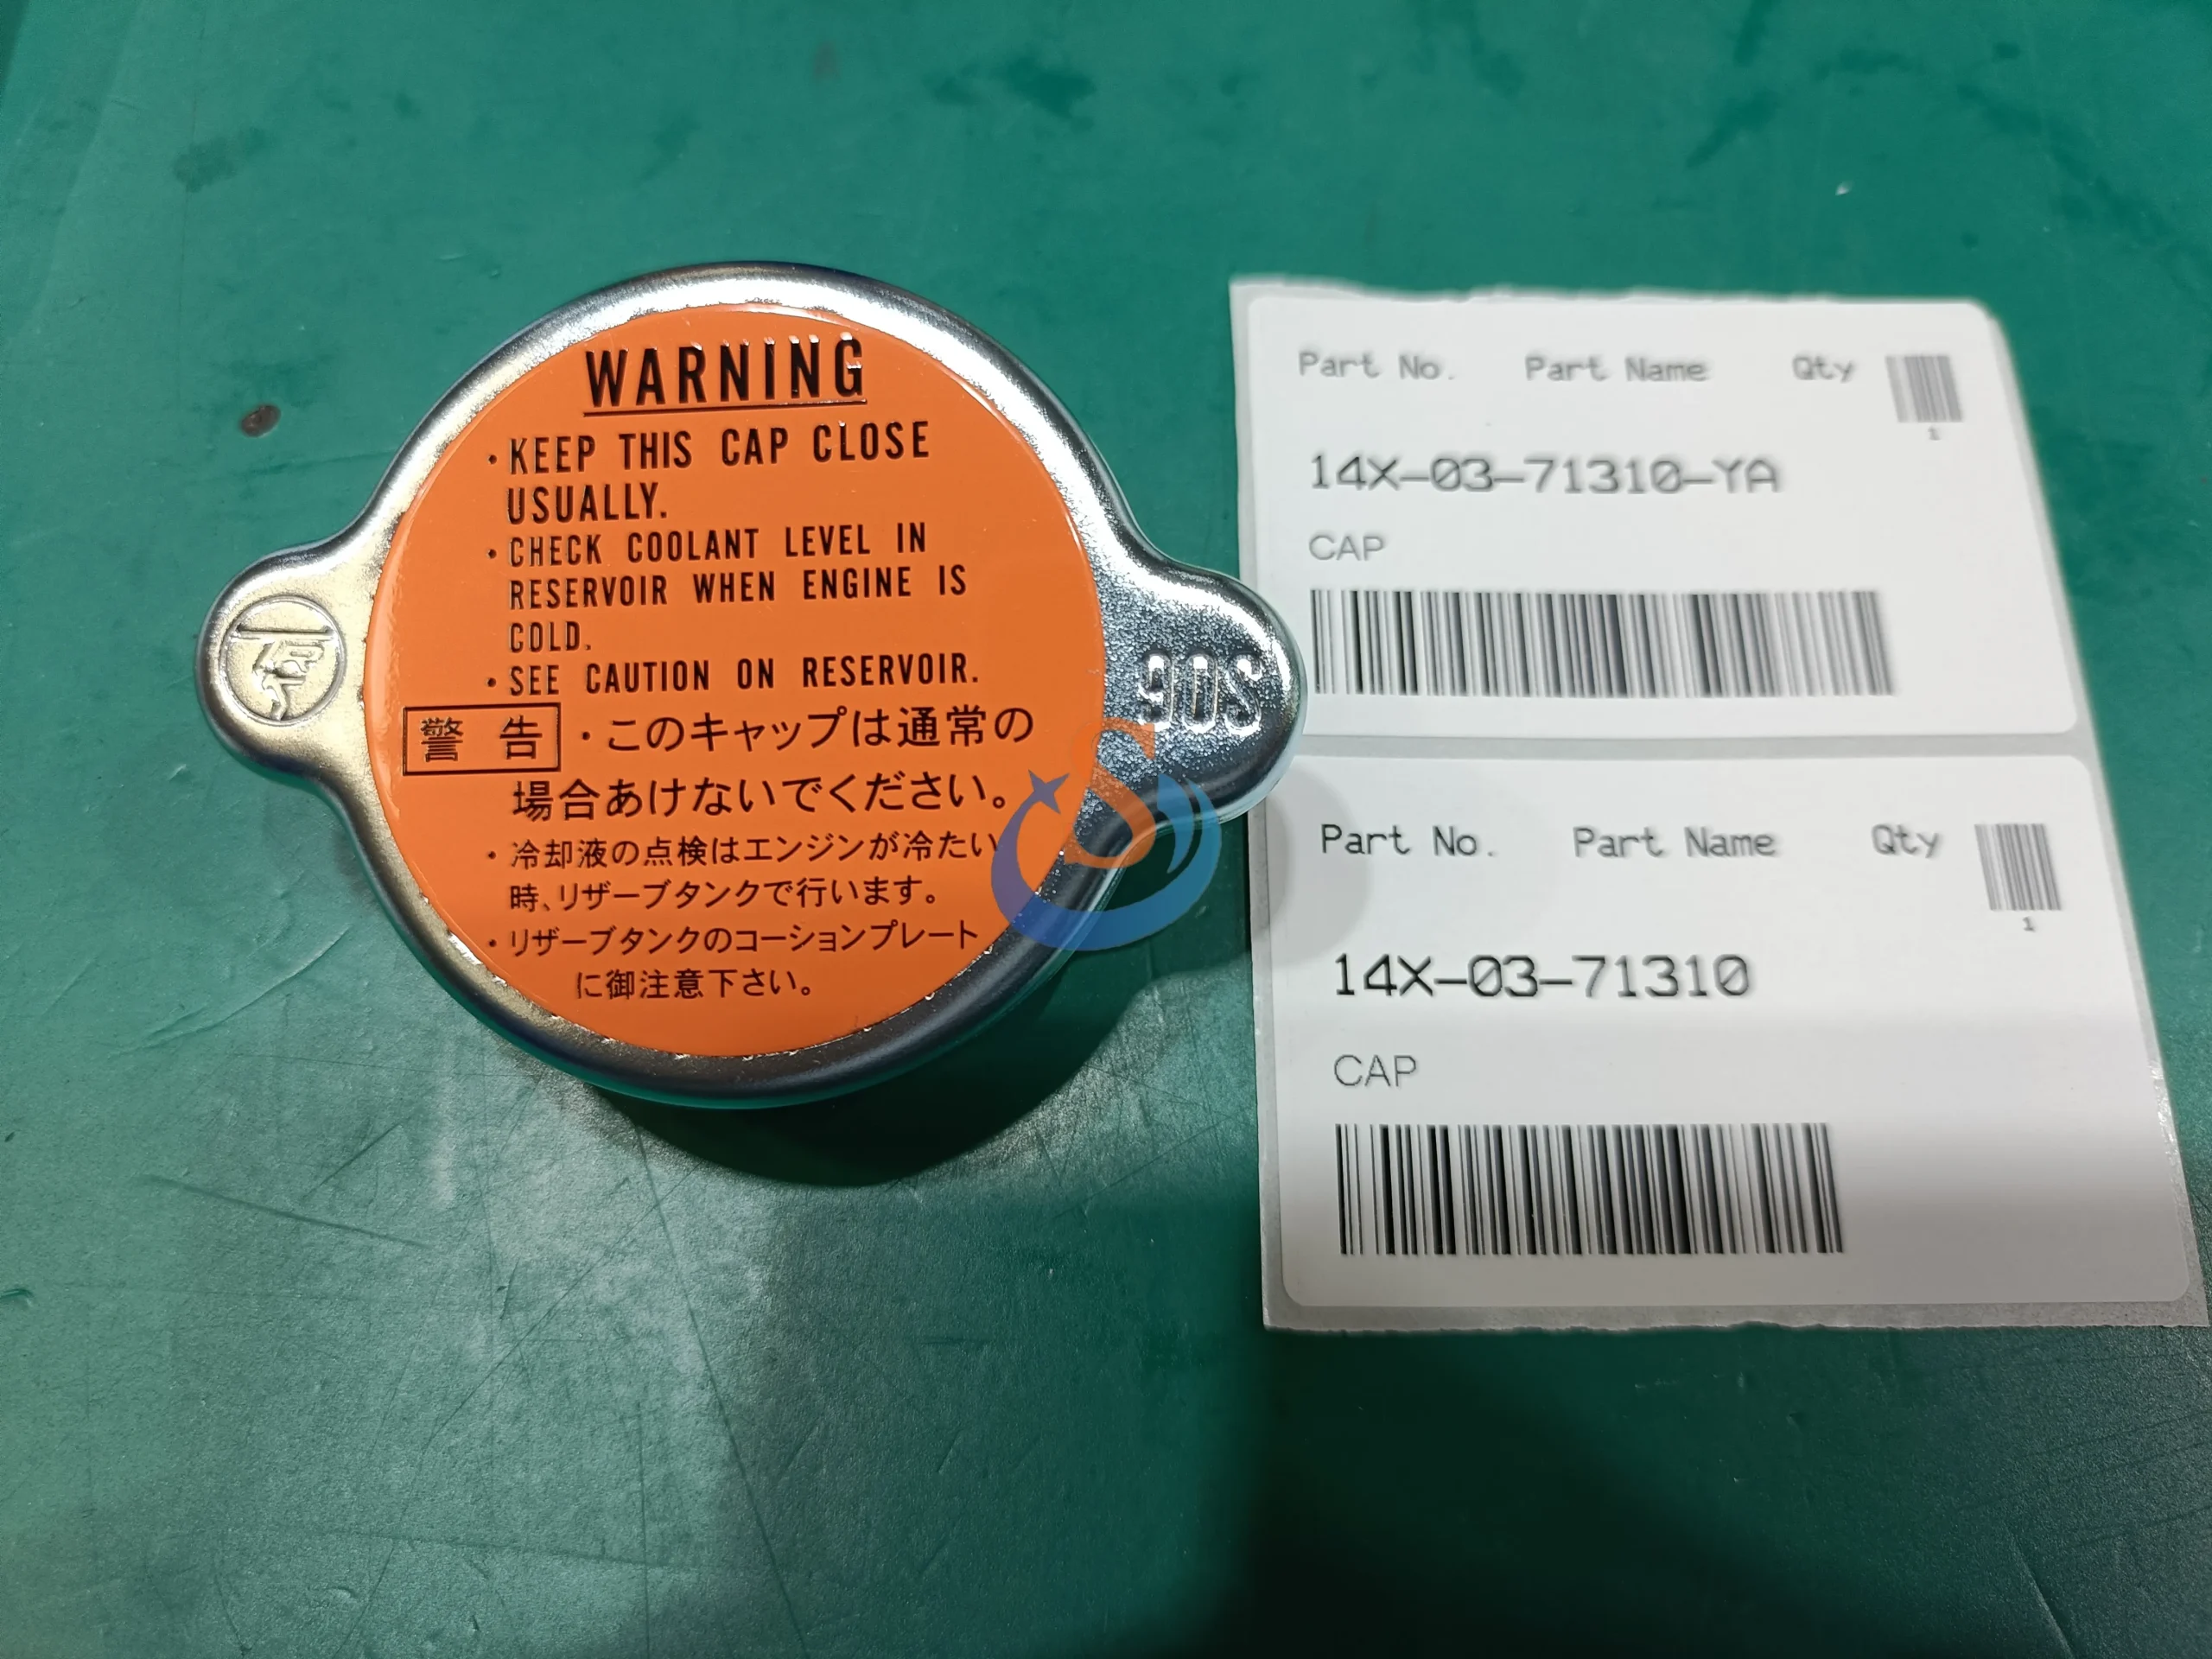 WARNING
・KEEP THIS CAP CLOSE
USUALLY.
・CHECK COOLANT LEVEL IN
RESERVOIR WHEN ENGINE IS
COLD.
・SEE CAUTION ON RESERVOIR.
警告 ・このキャップは通常の
場合あけないでください。
・冷却液の点検はエンジンが冷たい
時、リザーブタンクで行います。
・リザーブタンクのコーションプレート
に御注意下さい。
90S
S
Part No. Part Name Qty
1
14X-03-71310-YA
CAP
Part No. Part Name Qty
1
14X-03-71310
CAP